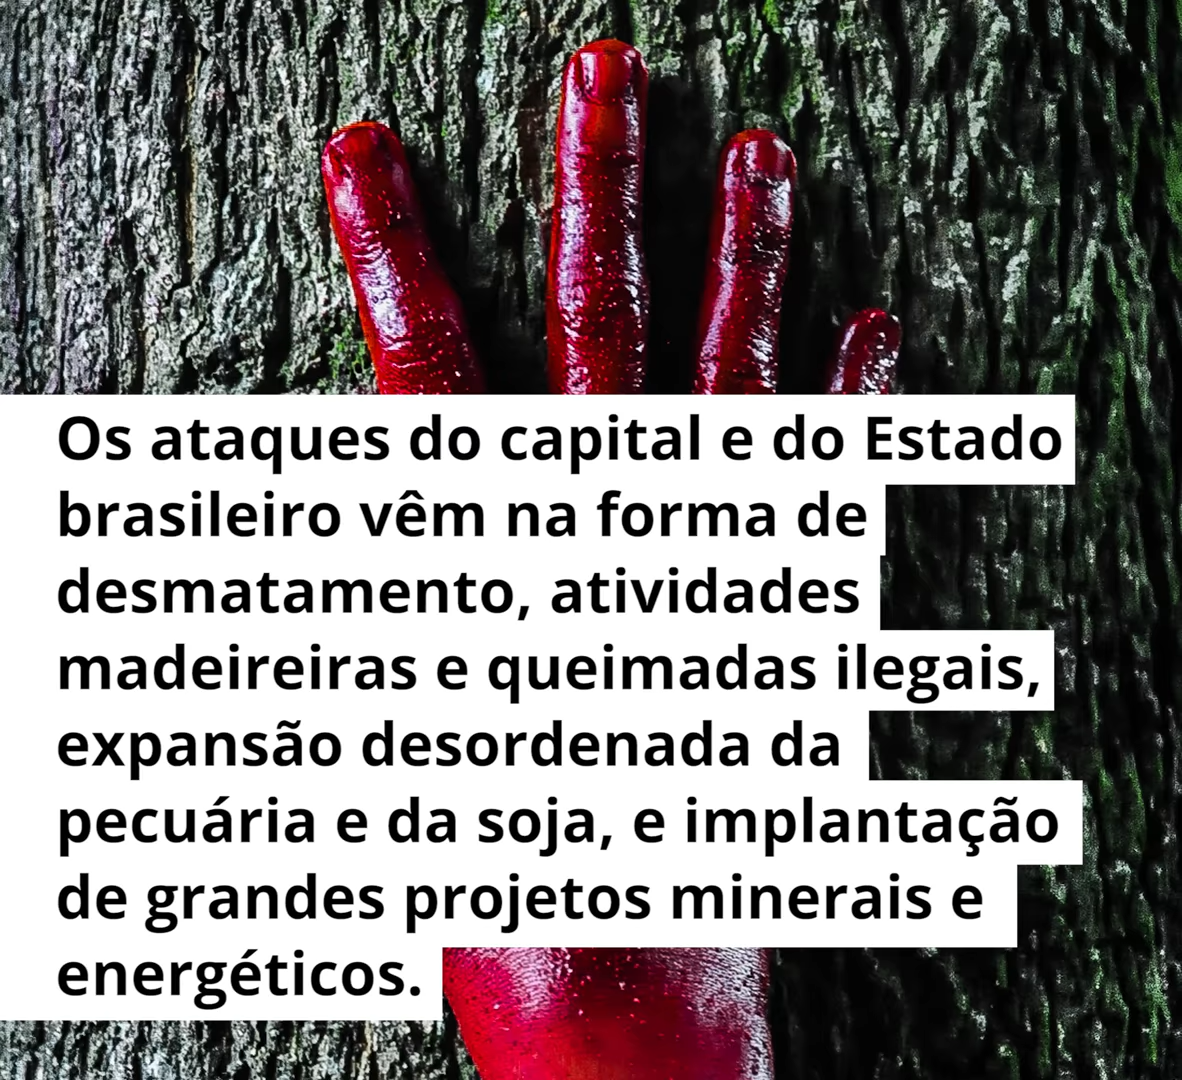 Os ataques do capital e do Estado
brasileiro vêm na forma de
desmatamento, atividades
madeireiras e queimadas ilegais,
expansão desordenada da
pecuária e da soja, e implantação
de grandes projetos minerais e
energéticos.